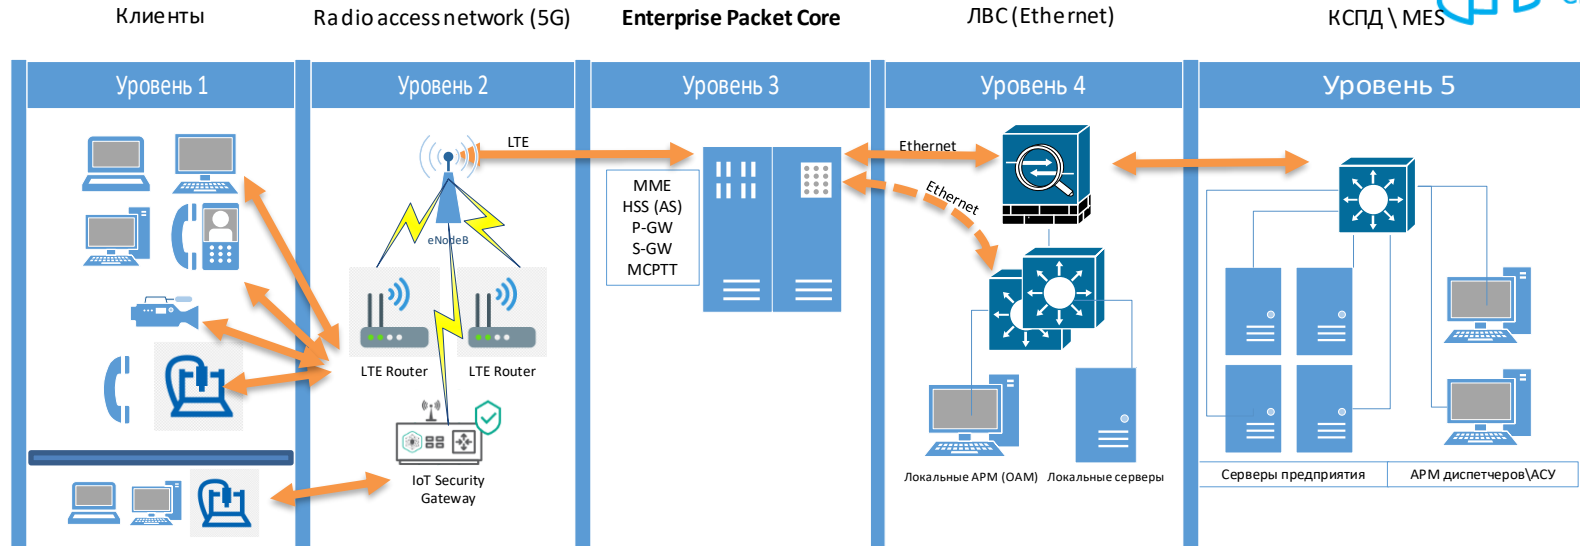 Клиенты
Radio access network (5G)
Enterprise Packet Core
ЛВС (Ethernet)
КСПД \ MES
Уровень 1
Уровень 2
Уровень 3
Уровень 4
Уровень 5
LTE
Ethernet
Ethernet
MME
HSS (AS)
P-GW
S-GW
MCPTT
eNodeB
LTE Router
LTE Router
IoT Security
Gateway
Локальные АРМ (OAM)
Локальные серверы
Серверы предприятия
АРМ диспетчеров\АСУ